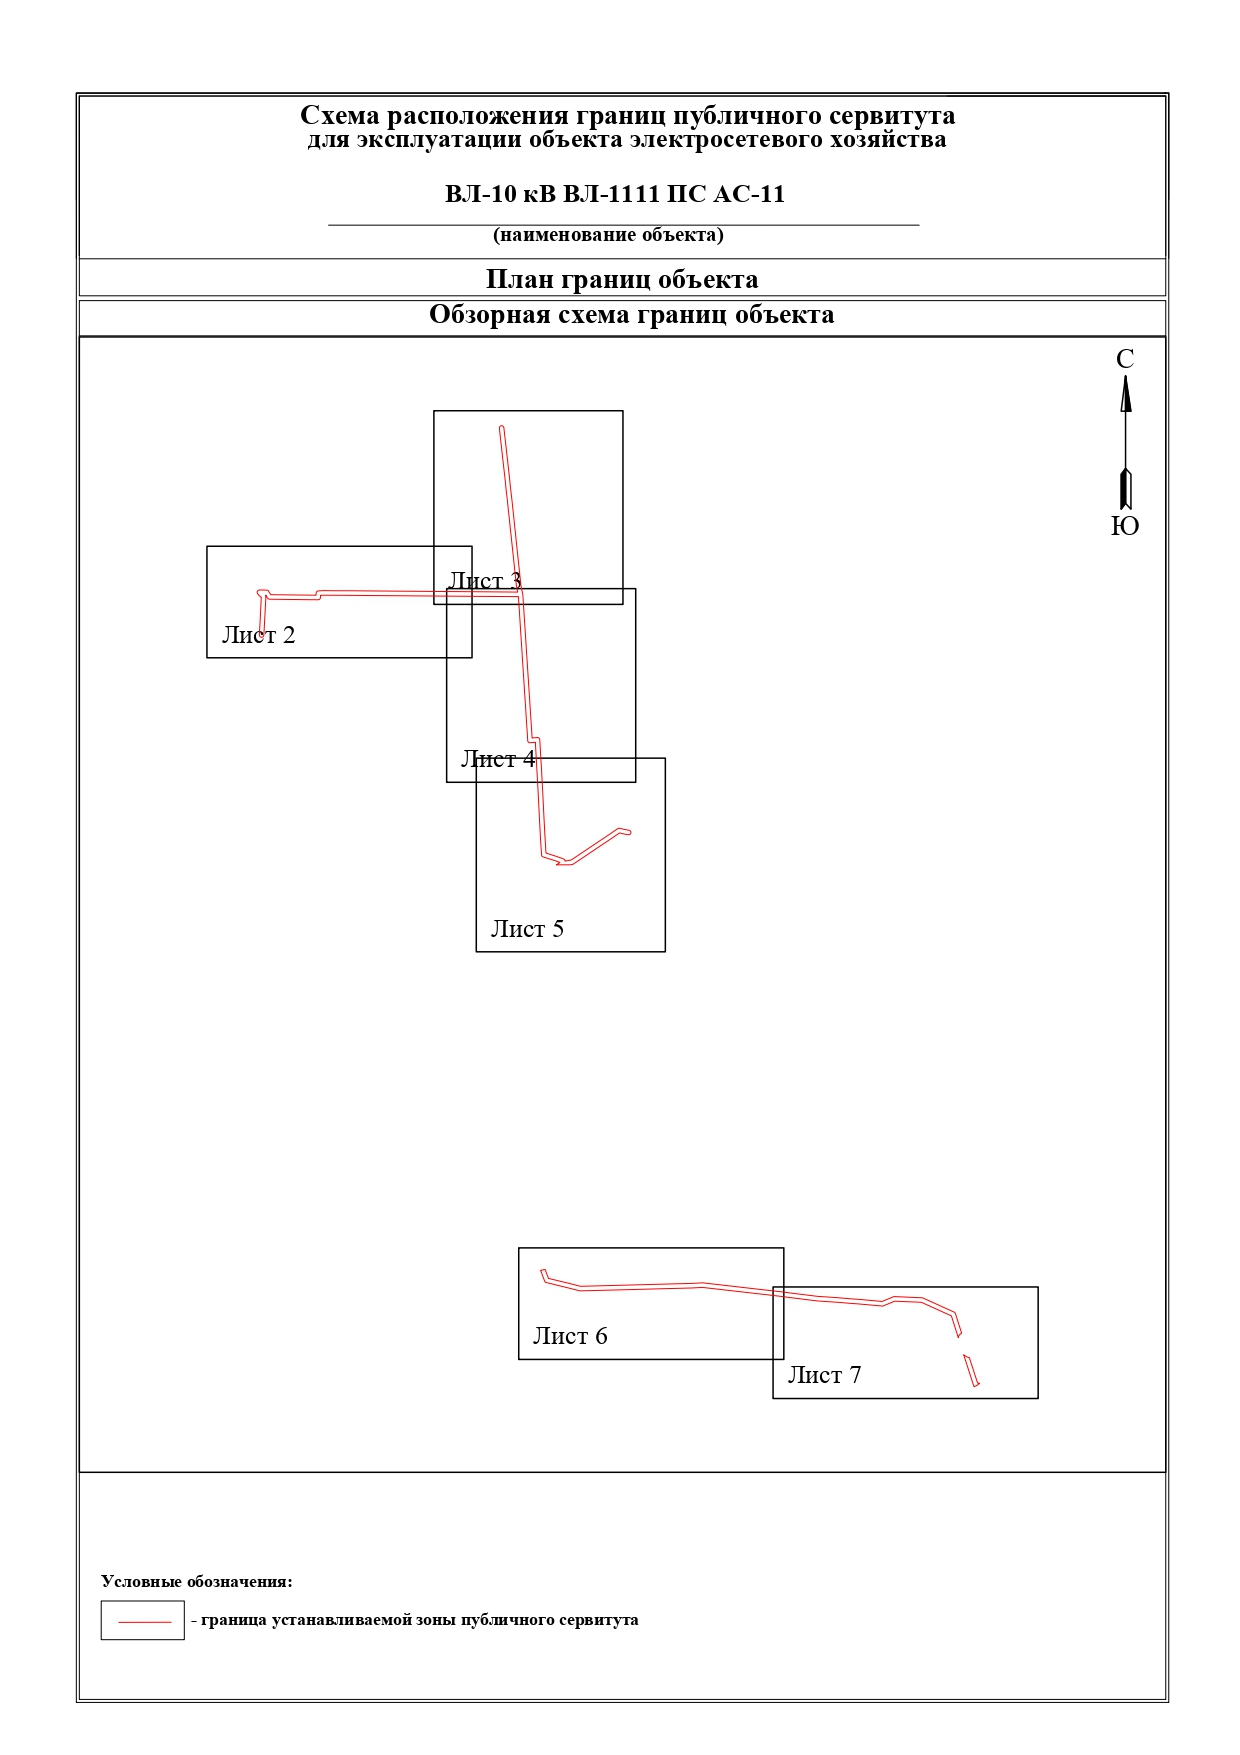 Схема расположения границ публичного сервитута
для эксплуатации объекта электросетевого хозяйства
ВЛ-10 кВ ВЛ-1111 ПС АС-11
(наименование объекта)
План границ объекта
Обзорная схема границ объекта
С
Ю
Лист 3
Лист 2
Лист 4
Лист 5
Лист 6
Лист 7
Условные обозначения:
- граница устанавливаемой зоны публичного сервитута